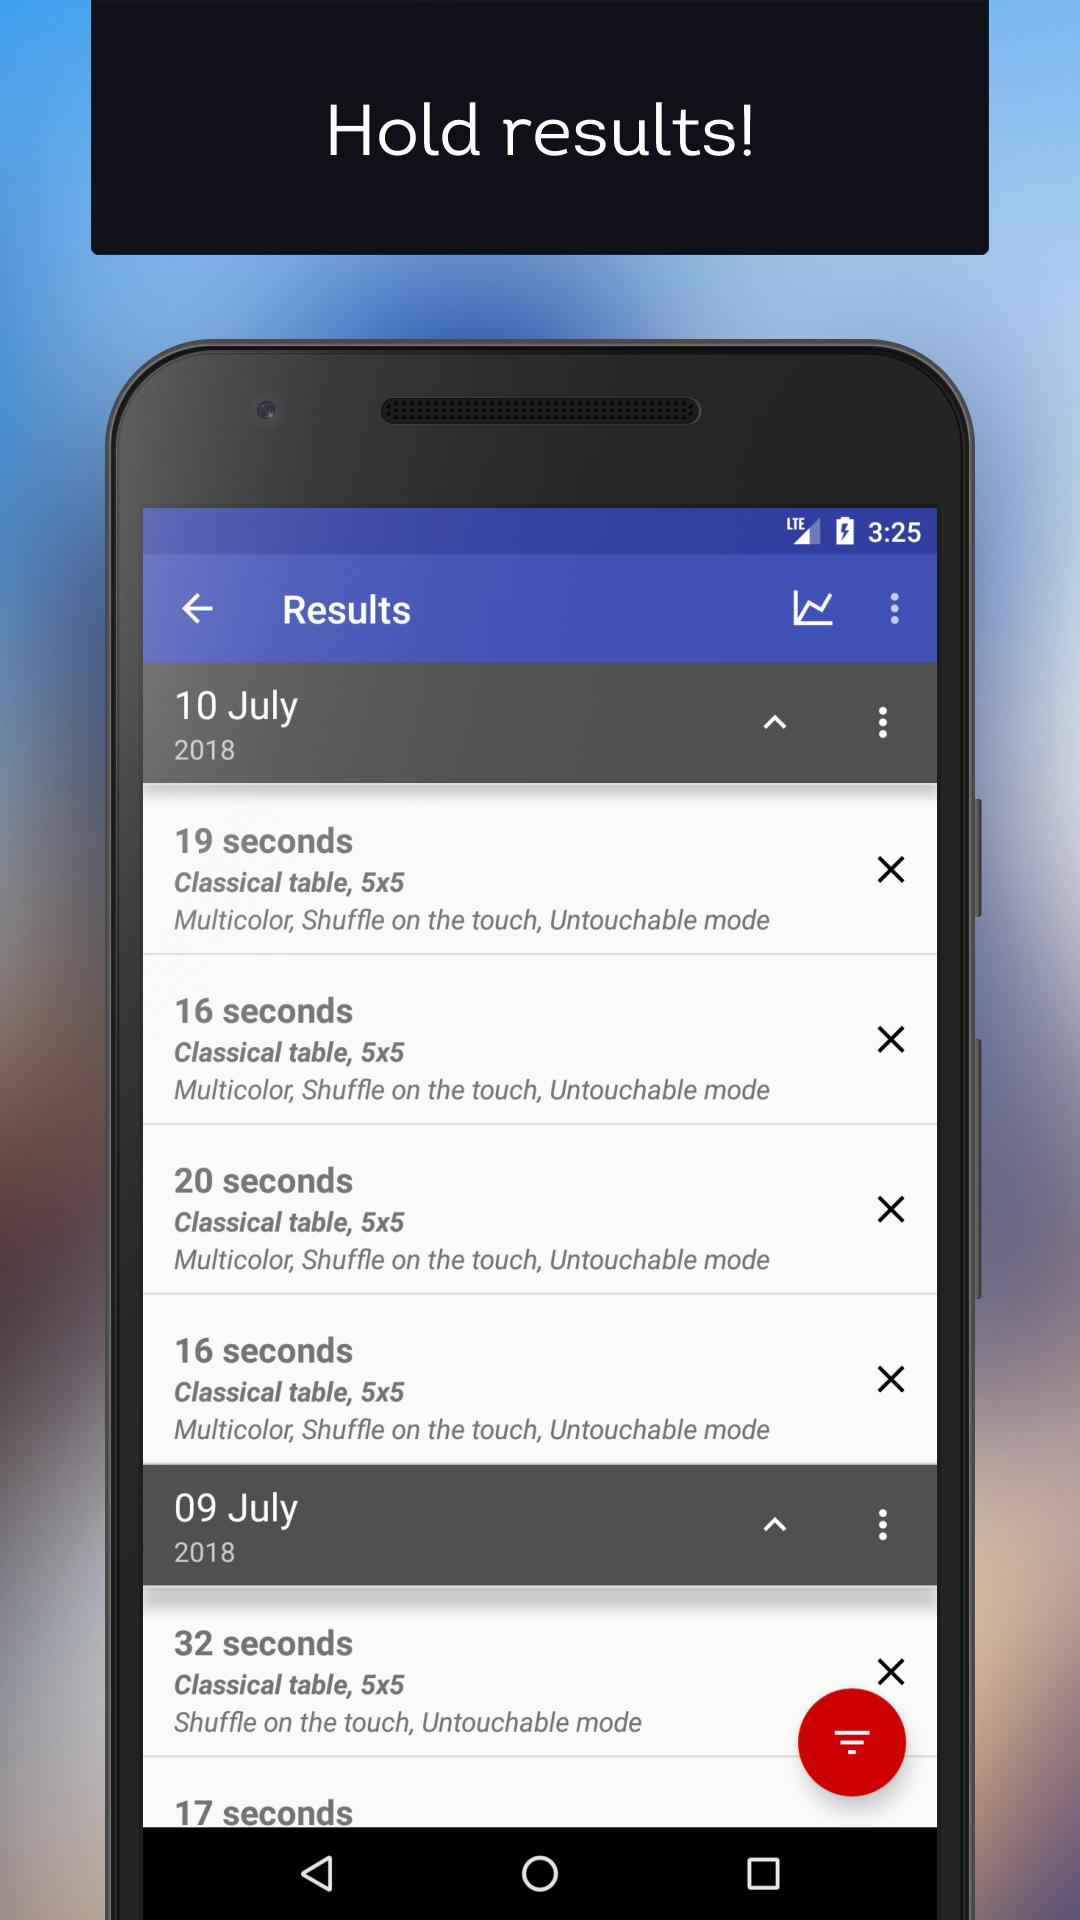 Hold results!
LTE 3:25
Results
10 July
2018
19 seconds
Classical table, 5x5
Multicolor, Shuffle on the touch, Untouchable mode
16 seconds
Classical table, 5x5
Multicolor, Shuffle on the touch, Untouchable mode
20 seconds
Classical table, 5x5
Multicolor, Shuffle on the touch, Untouchable mode
16 seconds
Classical table, 5x5
Multicolor, Shuffle on the touch, Untouchable mode
09 July
2018
32 seconds
Classical table, 5x5
Shuffle on the touch, Untouchable mode
17 seconds